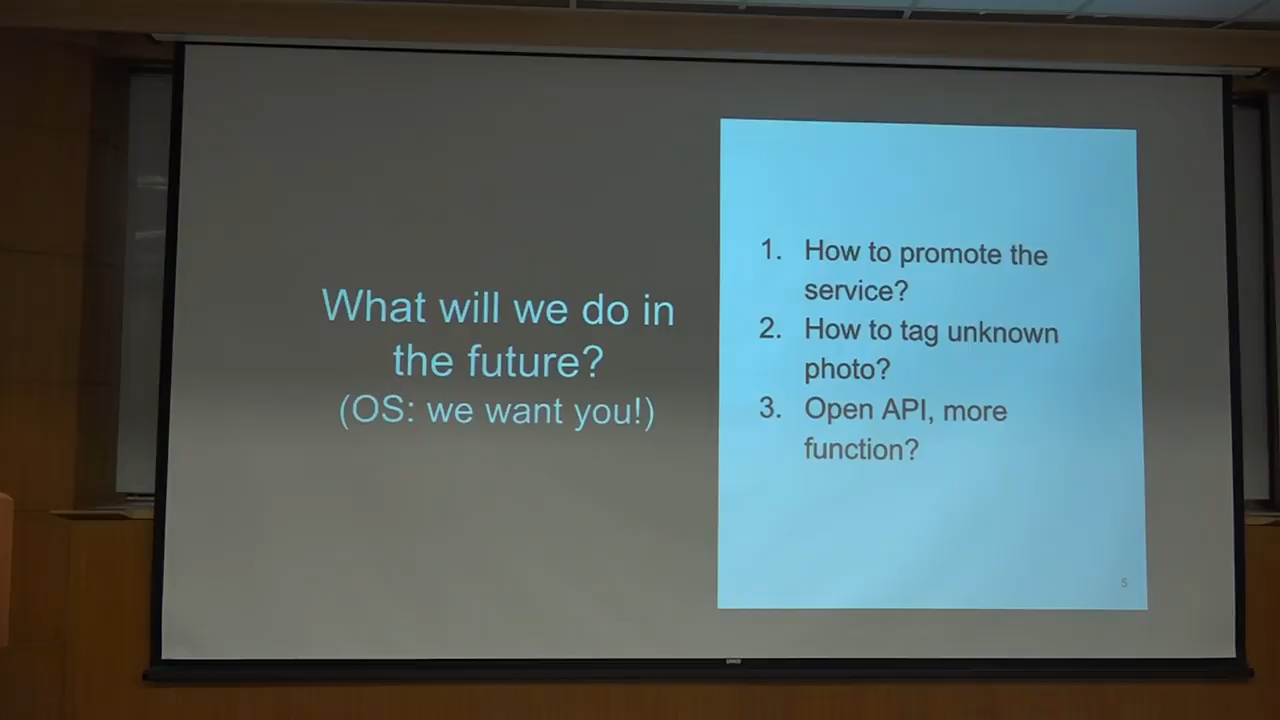 What will we do in
the future?
(OS: we want you!)
1. How to promote the
service?
2. How to tag unknown
photo?
3. Open API, more
function?
5